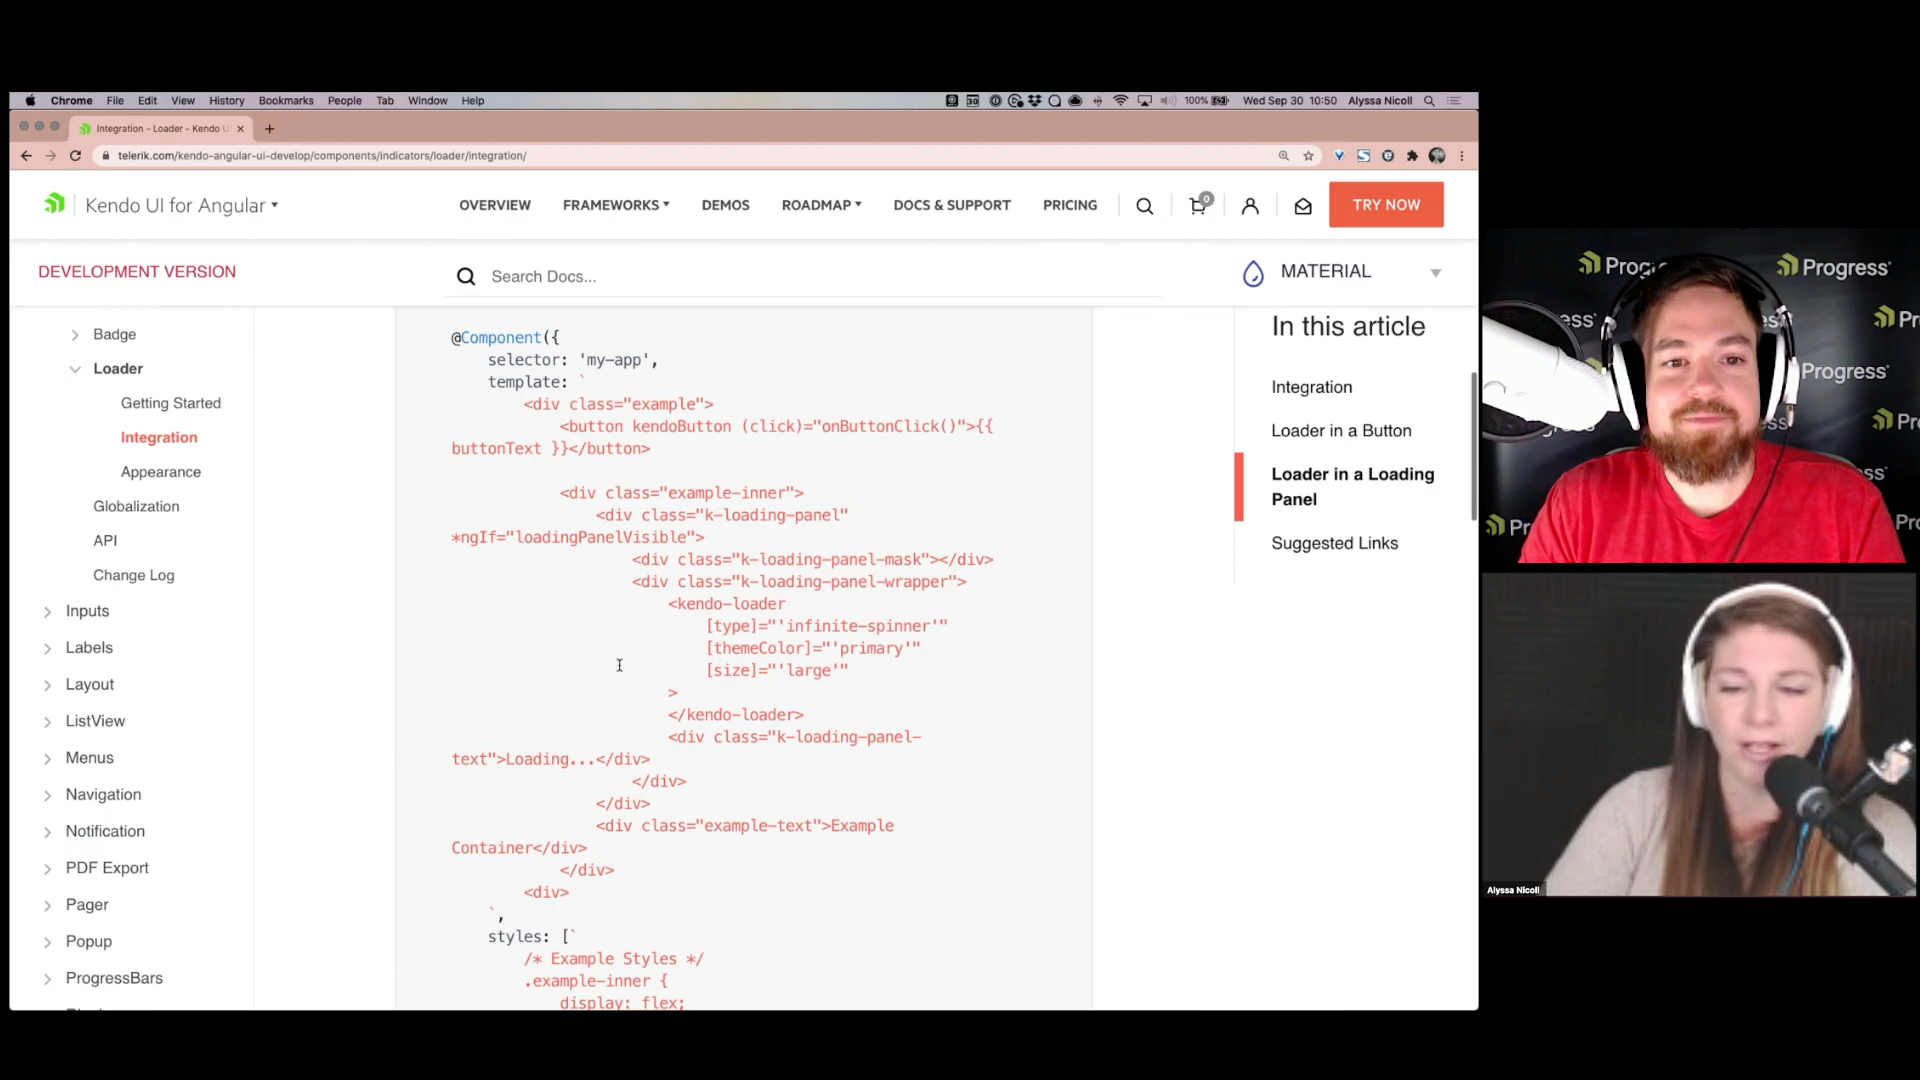 Chrome File Edit View History Bookmarks People Tab Window Help
100% Wed Sep 30 10:50 Alyssa Nicoll
Integration - Loader - Kendo U
telerik.com/kendo-angular-ui-develop/components/indicators/loader/integration/
Kendo UI for Angular
OVERVIEW FRAMEWORKS DEMOS ROADMAP DOCS & SUPPORT PRICING 0 TRY NOW
DEVELOPMENT VERSION
Search Docs...
MATERIAL
Badge
Loader
Getting Started
Integration
Appearance
Globalization
API
Change Log
Inputs
Labels
Layout
ListView
Menus
Navigation
Notification
PDF Export
Pager
Popup
ProgressBars
@Component({
selector: 'my-app',
template: `
<div class="example">
<button kendoButton (click)="onButtonClick()">{{
buttonText }}</button>
<div class="example-inner">
<div class="k-loading-panel"
*ngIf="loadingPanelVisible">
<div class="k-loading-panel-mask"></div>
<div class="k-loading-panel-wrapper">
<kendo-loader
[type]="'infinite-spinner'"
[themeColor]="'primary'"
[size]="'large'"
>
</kendo-loader>
<div class="k-loading-panel-
text">Loading...</div>
</div>
</div>
<div class="example-text">Example
Container</div>
</div>
<div>
`,
styles: [`
/* Example Styles */
.example-inner {
display: flex;
In this article
Integration
Loader in a Button
Loader in a Loading
Panel
Suggested Links
Progress
Progress
Progress
Alyssa Nicoll